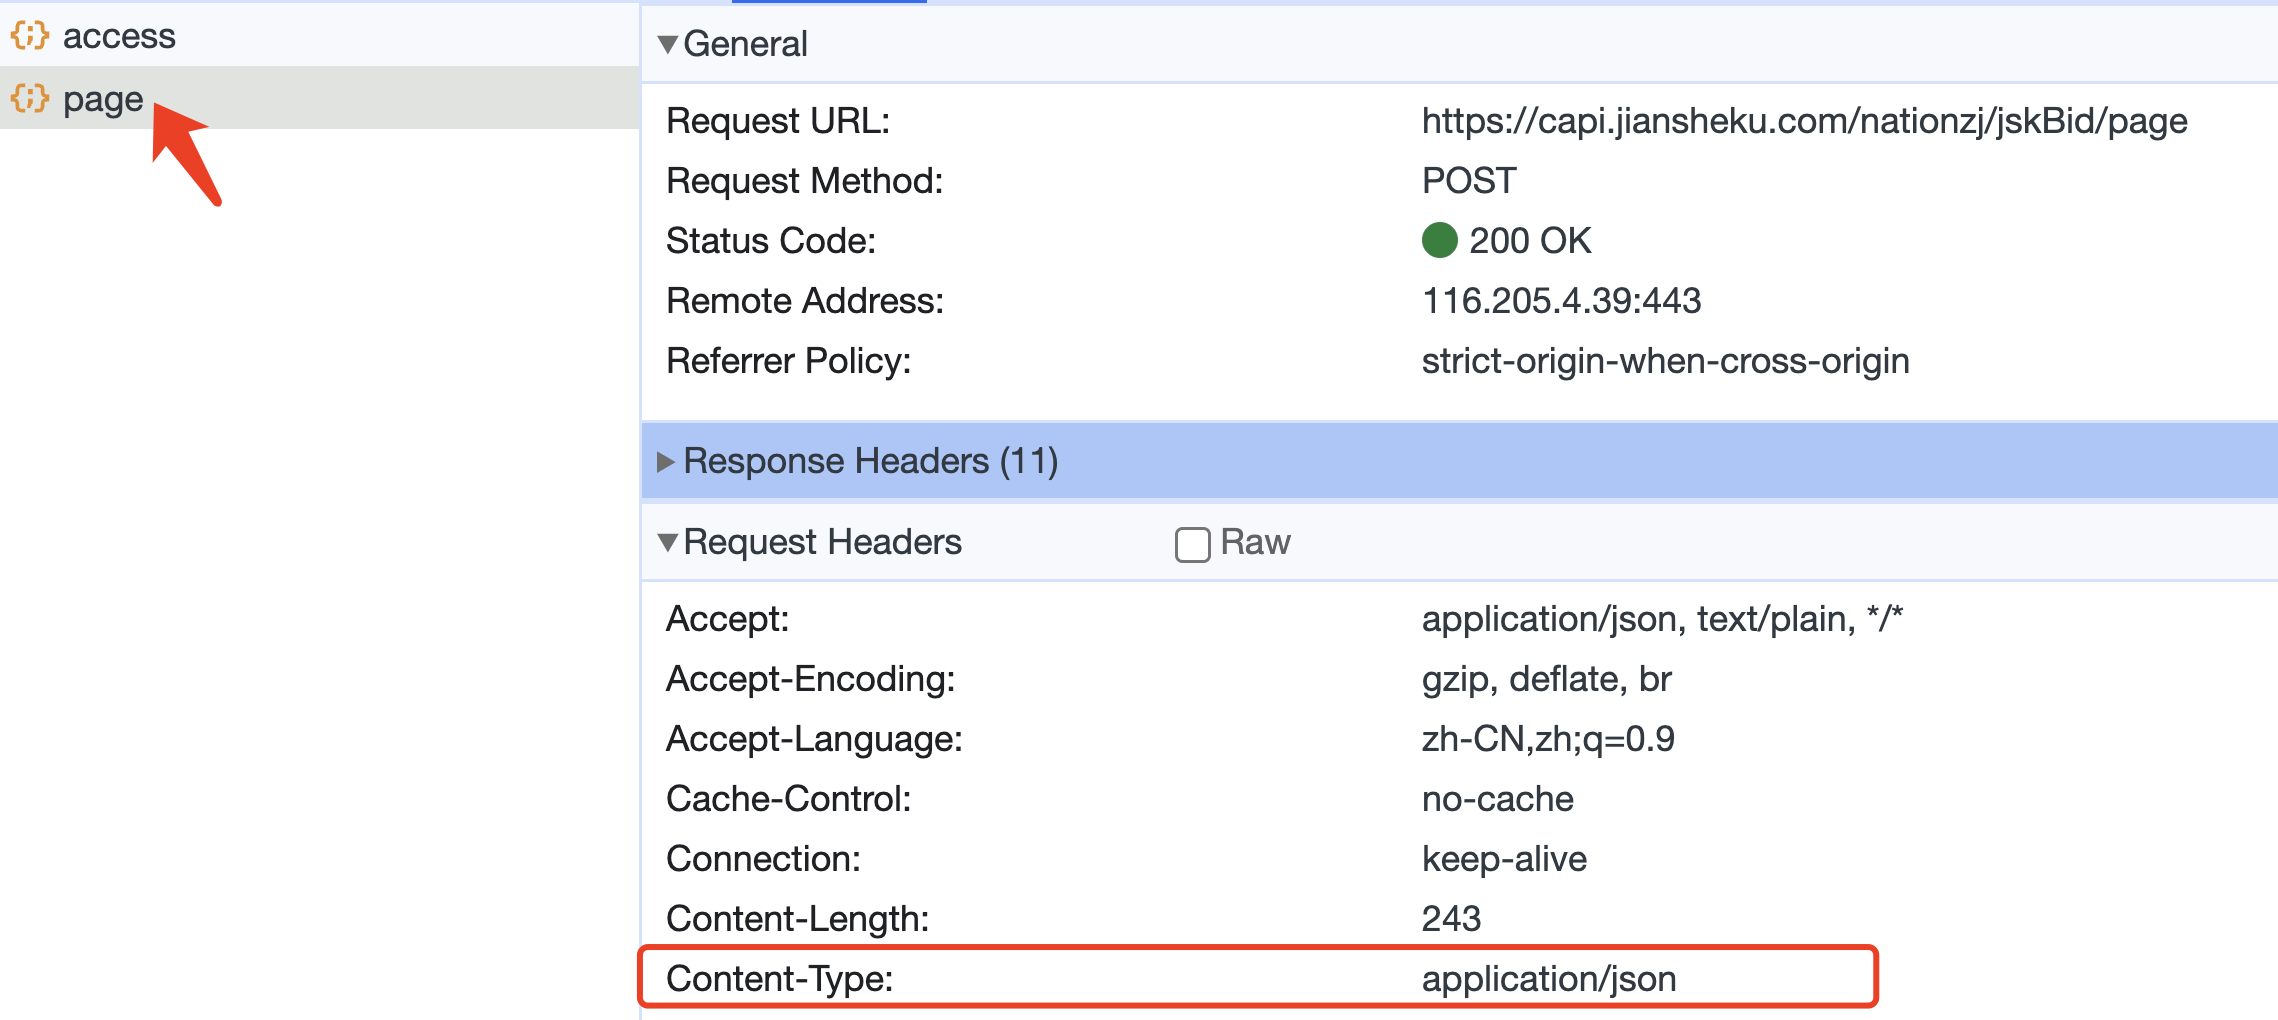 access
page
General
Request URL: https://capi.jiansheku.com/nationzj/jskBid/page
Request Method: POST
Status Code: 200 OK
Remote Address: 116.205.4.39:443
Referrer Policy: strict-origin-when-cross-origin
Response Headers (11)
Request Headers Raw
Accept: application/json, text/plain, */*
Accept-Encoding: gzip, deflate, br
Accept-Language: zh-CN,zh;q=0.9
Cache-Control: no-cache
Connection: keep-alive
Content-Length: 243
Content-Type: application/json